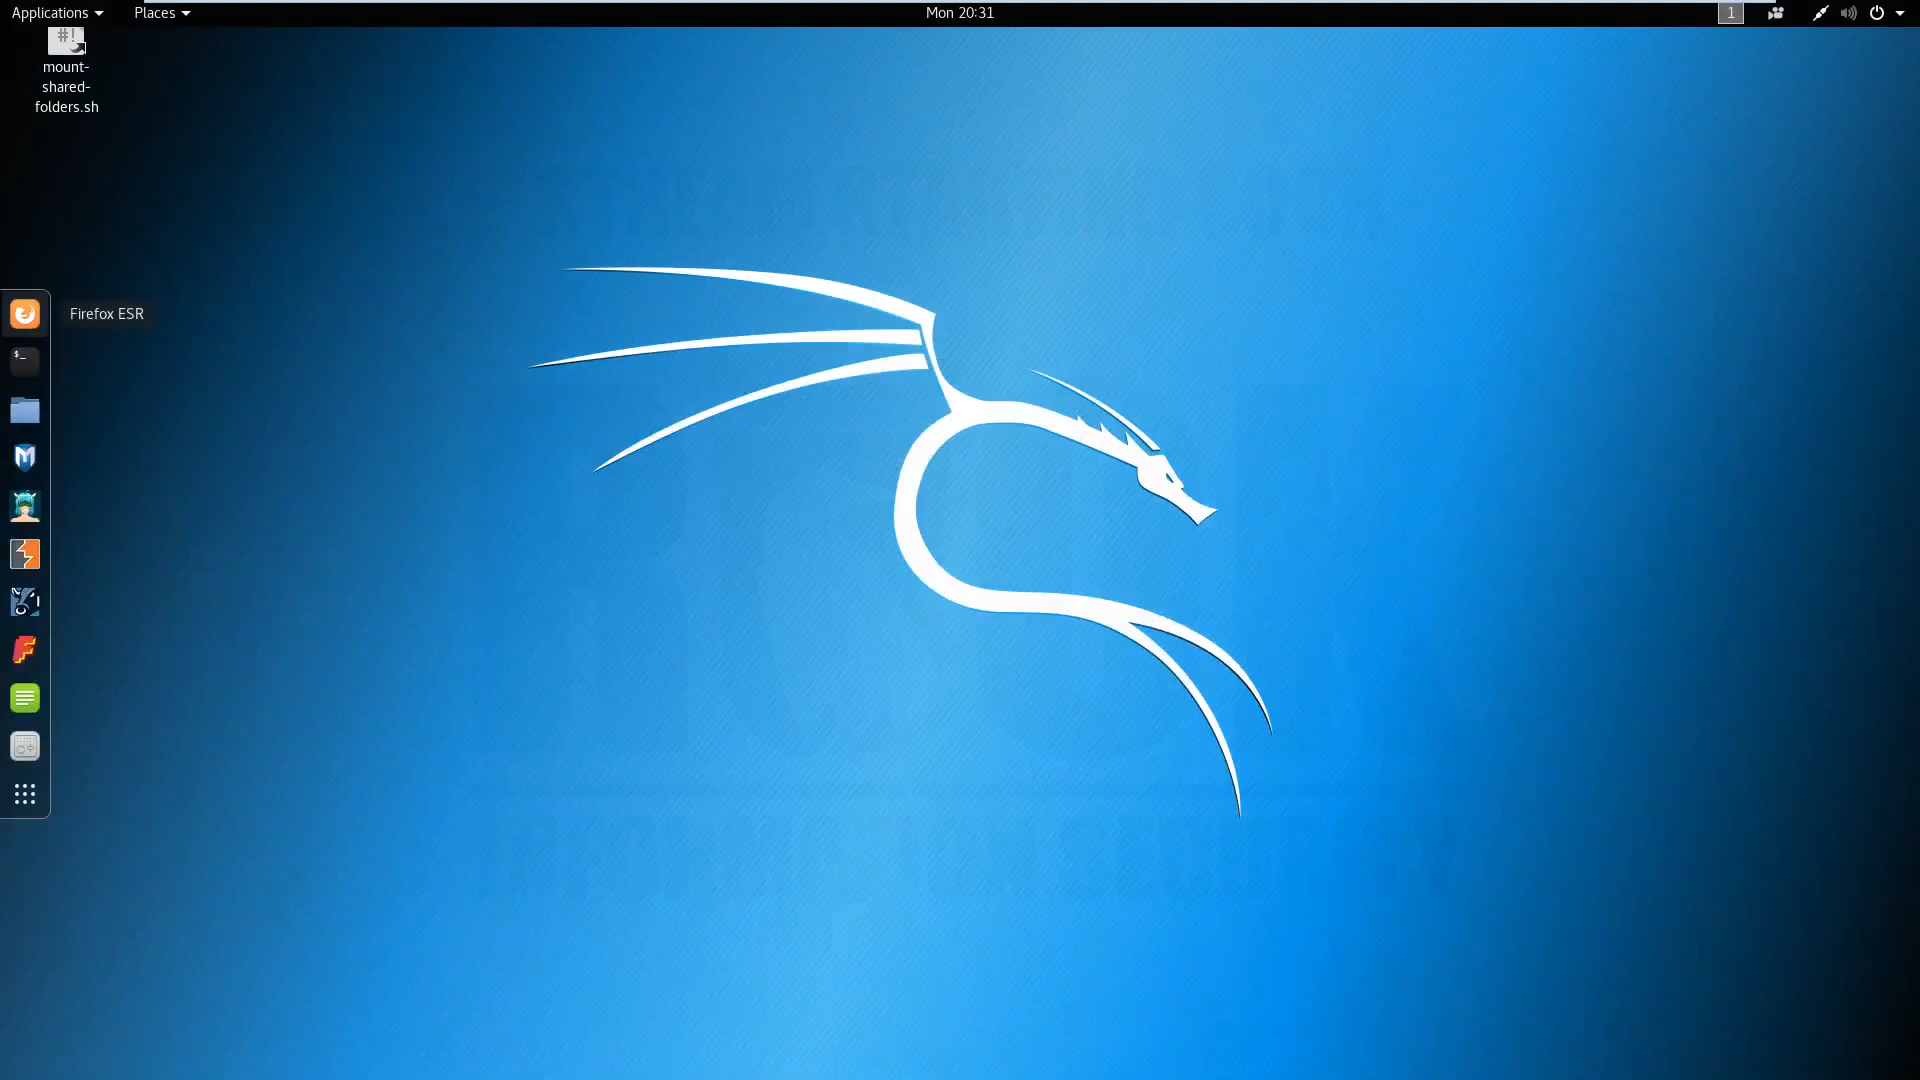 Applications Places Mon 20:31 1
#!
mount-
shared-
folders.sh
Firefox ESR
$_